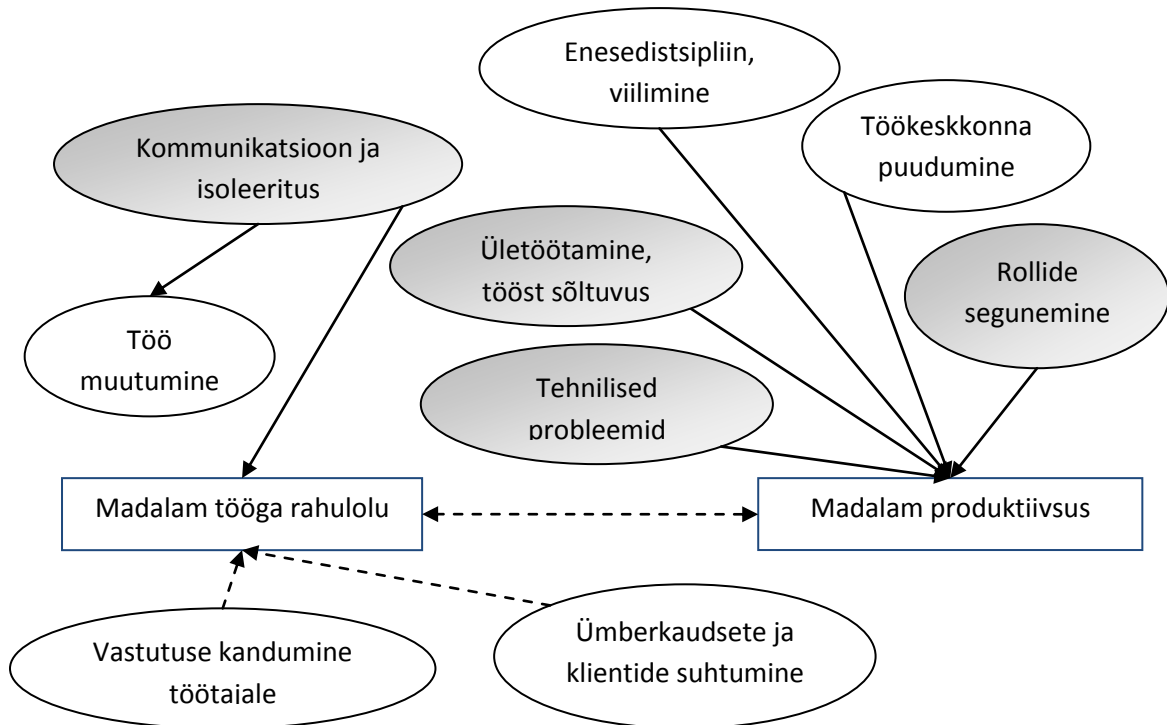 Enesedistsipliin,
viilimine
Töökeskkonna
puudumine
Kommunikatsioon ja
isoleeritus
Ületöötamine,
tööst sõltuvus
Rollide
segunemine
Töö
muutumine
Tehnilised
probleemid
Madalam tööga rahulolu
Madalam produktiivsus
Vastutuse kandumine
töötajale
Ümberkaudsete ja
klientide suhtumine